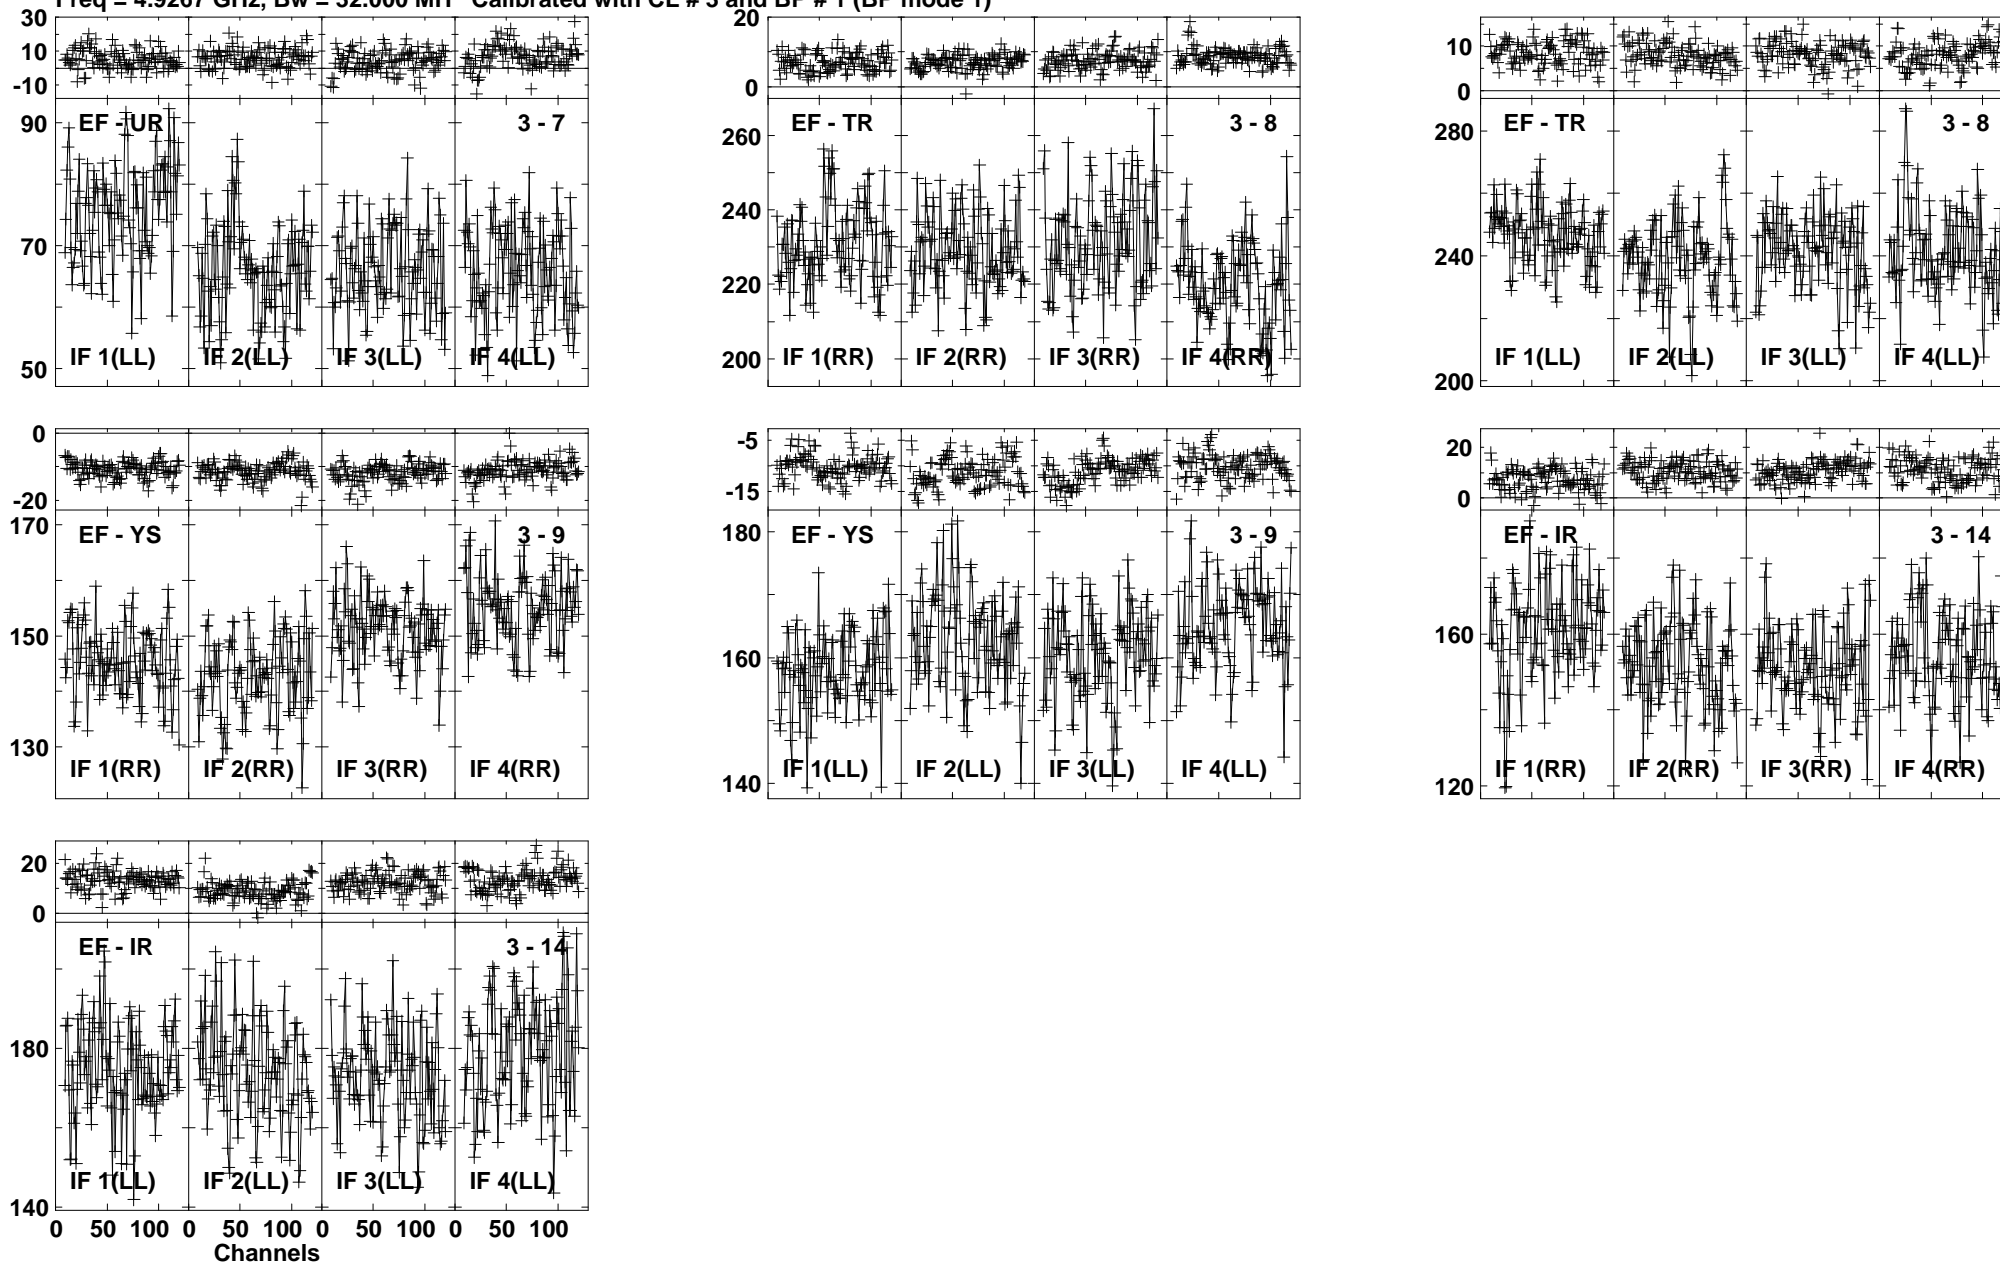 Freq = 4.9267 GHz, Bw = 32.000 MH Calibrated with CL # 3 and BP # 1 (BP mode 1)
30
10
-10
90
70
50
EF - UR
3 - 7
IF 1(LL)
IF 2(LL)
IF 3(LL)
IF 4(LL)
20
0
260
240
220
200
EF - TR
3 - 8
IF 1(RR)
IF 2(RR)
IF 3(RR)
IF 4(RR)
10
0
280
240
200
EF - TR
3 - 8
IF 1(LL)
IF 2(LL)
IF 3(LL)
IF 4(LL)
0
-20
170
150
130
EF - YS
3 - 9
IF 1(RR)
IF 2(RR)
IF 3(RR)
IF 4(RR)
-5
-15
180
160
140
EF - YS
3 - 9
IF 1(LL)
IF 2(LL)
IF 3(LL)
IF 4(LL)
20
0
160
120
EF - IR
3 - 14
IF 1(RR)
IF 2(RR)
IF 3(RR)
IF 4(RR)
20
0
180
140
EF - IR
3 - 14
IF 1(LL)
IF 2(LL)
IF 3(LL)
IF 4(LL)
0 50 100 0 50 100 0 50 100 0 50 100
Channels